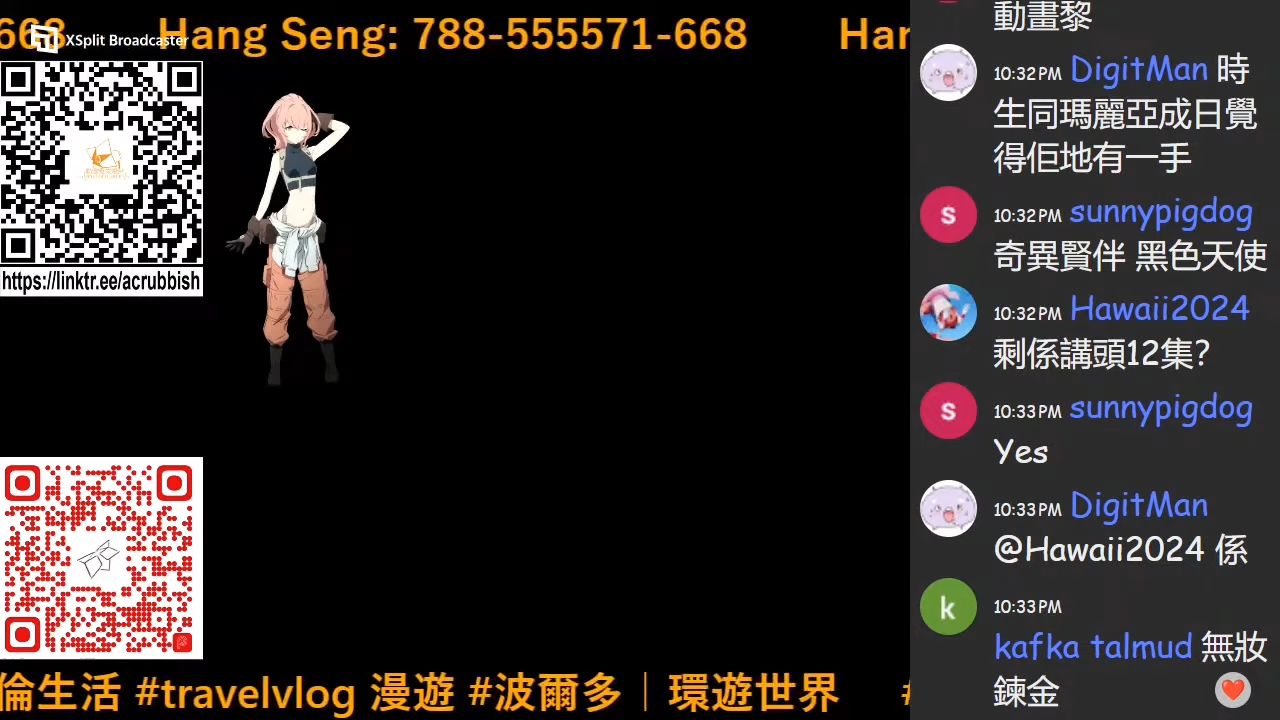 668
Hang Seng: 788-555571-668
Har
XSplit Broadcaster
https://linktr.ee/acrubbish
倫生活 #travelvlog 漫遊 #波爾多｜環遊世界
#
動畫黎
10:32 PM DigitMan 時
生同瑪麗亞成日覺
得佢地有一手
10:32 PM sunnypigdog
奇異賢伴 黑色天使
10:32 PM Hawaii2024
剩係講頭12集?
10:33 PM sunnypigdog
Yes
10:33 PM DigitMan
@Hawaii2024 係
10:33 PM
kafka talmud 無妝
鍊金